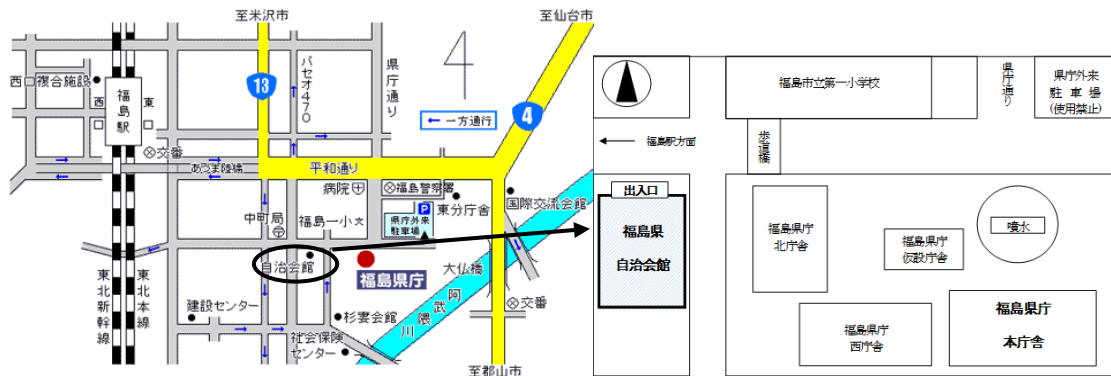 至米沢市
至仙台市
西
複合施設
福島駅
西
東
13
パセオ470
県庁通り
4
一方通行
4
交番
あづま陸橋
平和通り
病院
福島警察署
中町局
福島一小
文
P
県庁外来
駐車場
東分庁舎
国際交流会館
自治会館
福島県庁
大仏橋
阿武隈川
東北新幹線
東北本線
建設センター
杉妻会館
交番
社会保険
センター
至郡山市
福島市立第一小学校
県庁通り
県庁外来
駐車場
(使用禁止)
福島駅方面
歩道橋
出入口
福島県
自治会館
福島県庁
北庁舎
福島県庁
仮設庁舎
噴水
福島県庁
西庁舎
福島県庁
本庁舎